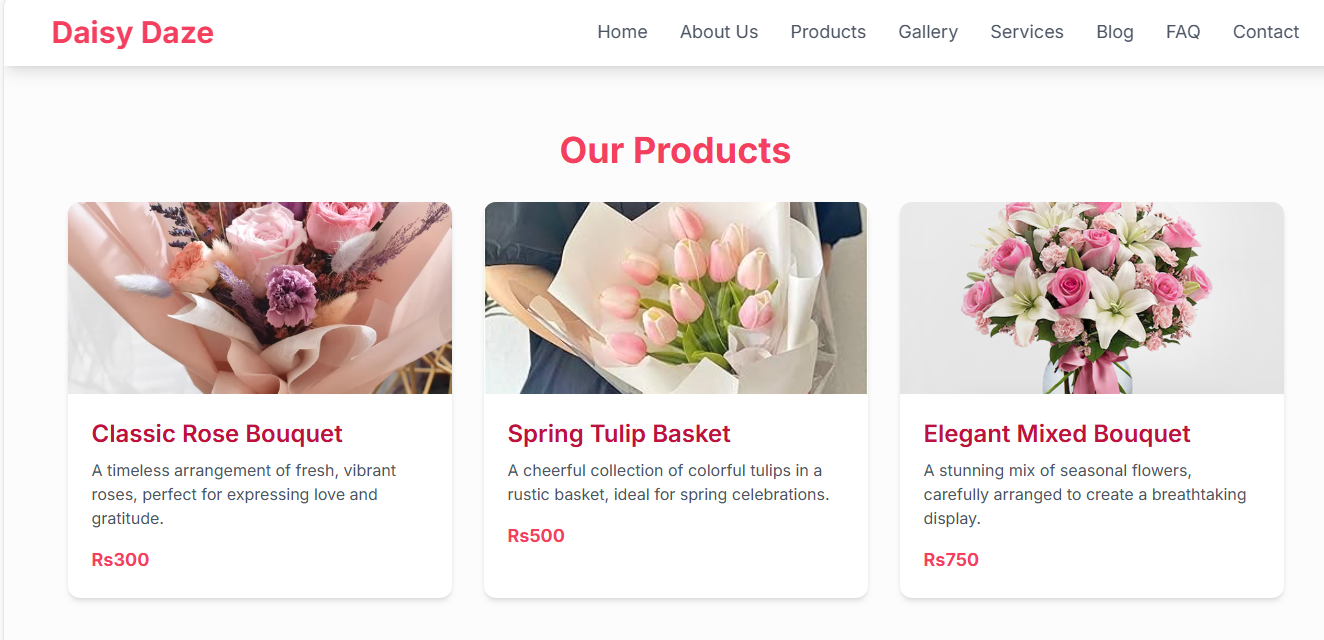 Daisy Daze
Home About Us Products Gallery Services Blog FAQ Contact
Our Products
Classic Rose Bouquet
A timeless arrangement of fresh, vibrant
roses, perfect for expressing love and
gratitude.
Rs300
Spring Tulip Basket
A cheerful collection of colorful tulips in a
rustic basket, ideal for spring celebrations.
Rs500
Elegant Mixed Bouquet
A stunning mix of seasonal flowers,
carefully arranged to create a breathtaking
display.
Rs750